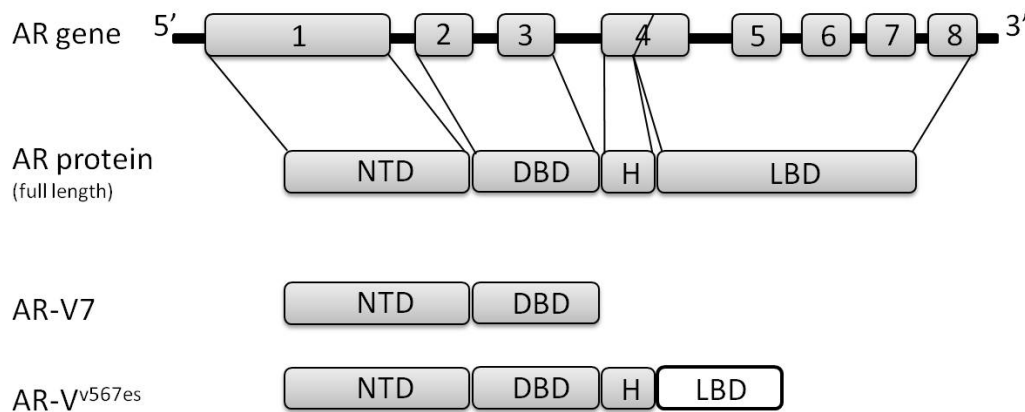 AR gene 5’ 1 2 3 4 5 6 7 8 3’
AR protein NTD DBD H LBD
(full length)
AR-V7 NTD DBD
AR-Vv567es NTD DBD H LBD